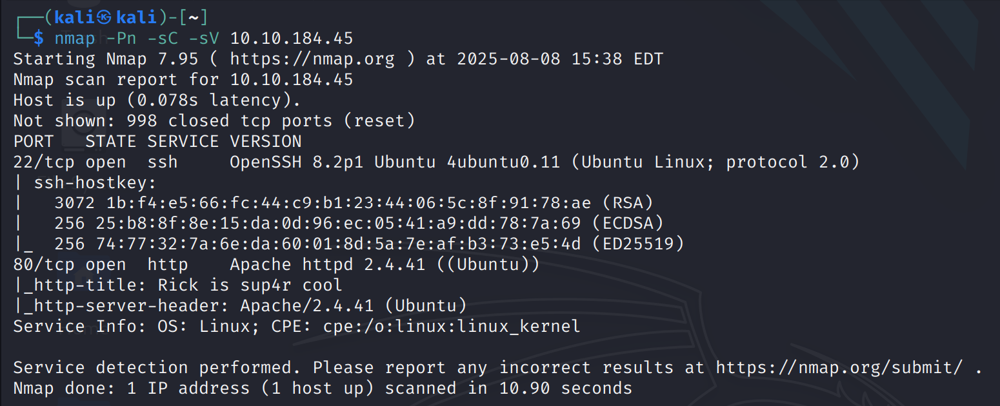 ┌──(kali㉿kali)-[~]
└─$ nmap -Pn -sC -sV 10.10.184.45
Starting Nmap 7.95 ( https://nmap.org ) at 2025-08-08 15:38 EDT
Nmap scan report for 10.10.184.45
Host is up (0.078s latency).
Not shown: 998 closed tcp ports (reset)
PORT   STATE SERVICE VERSION
22/tcp open  ssh     OpenSSH 8.2p1 Ubuntu 4ubuntu0.11 (Ubuntu Linux; protocol 2.0)
| ssh-hostkey:
|   3072 1b:f4:e5:66:fc:44:c9:b1:23:44:06:5c:8f:91:78:ae (RSA)
|   256 25:b8:8f:8e:15:da:0d:96:ec:05:41:a9:dd:78:7a:69 (ECDSA)
|_  256 74:77:32:7a:6e:da:60:01:8d:5a:7e:af:b3:73:e5:4d (ED25519)
80/tcp open  http    Apache httpd 2.4.41 ((Ubuntu))
|_http-title: Rick is sup4r cool
|_http-server-header: Apache/2.4.41 (Ubuntu)
Service Info: OS: Linux; CPE: cpe:/o:linux:linux_kernel

Service detection performed. Please report any incorrect results at https://nmap.org/submit/ .
Nmap done: 1 IP address (1 host up) scanned in 10.90 seconds